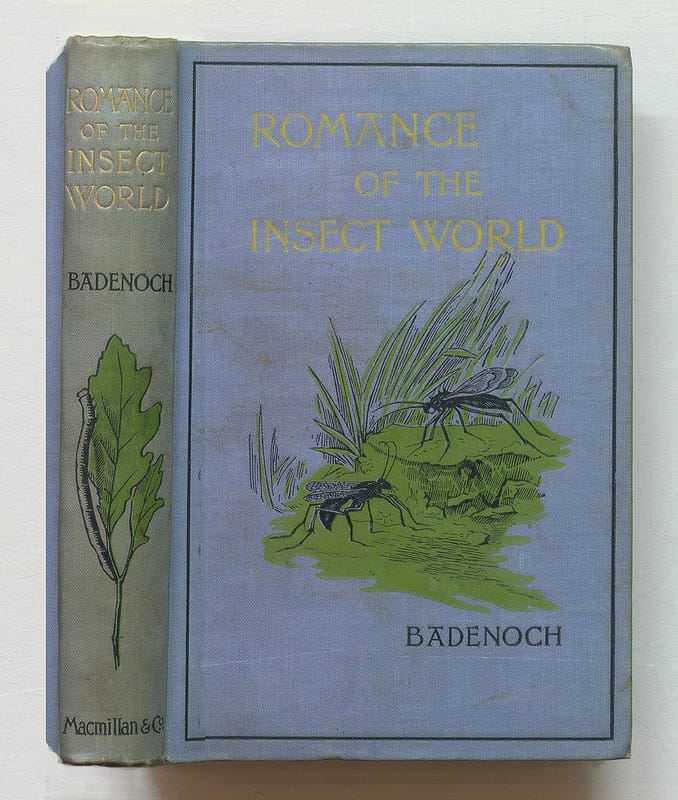 ROMANCE
OF THE
INSECT
WORLD
BADENOCH
Macmillan & Co.
ROMANCE
OF THE
INSECT WORLD
BADENOCH